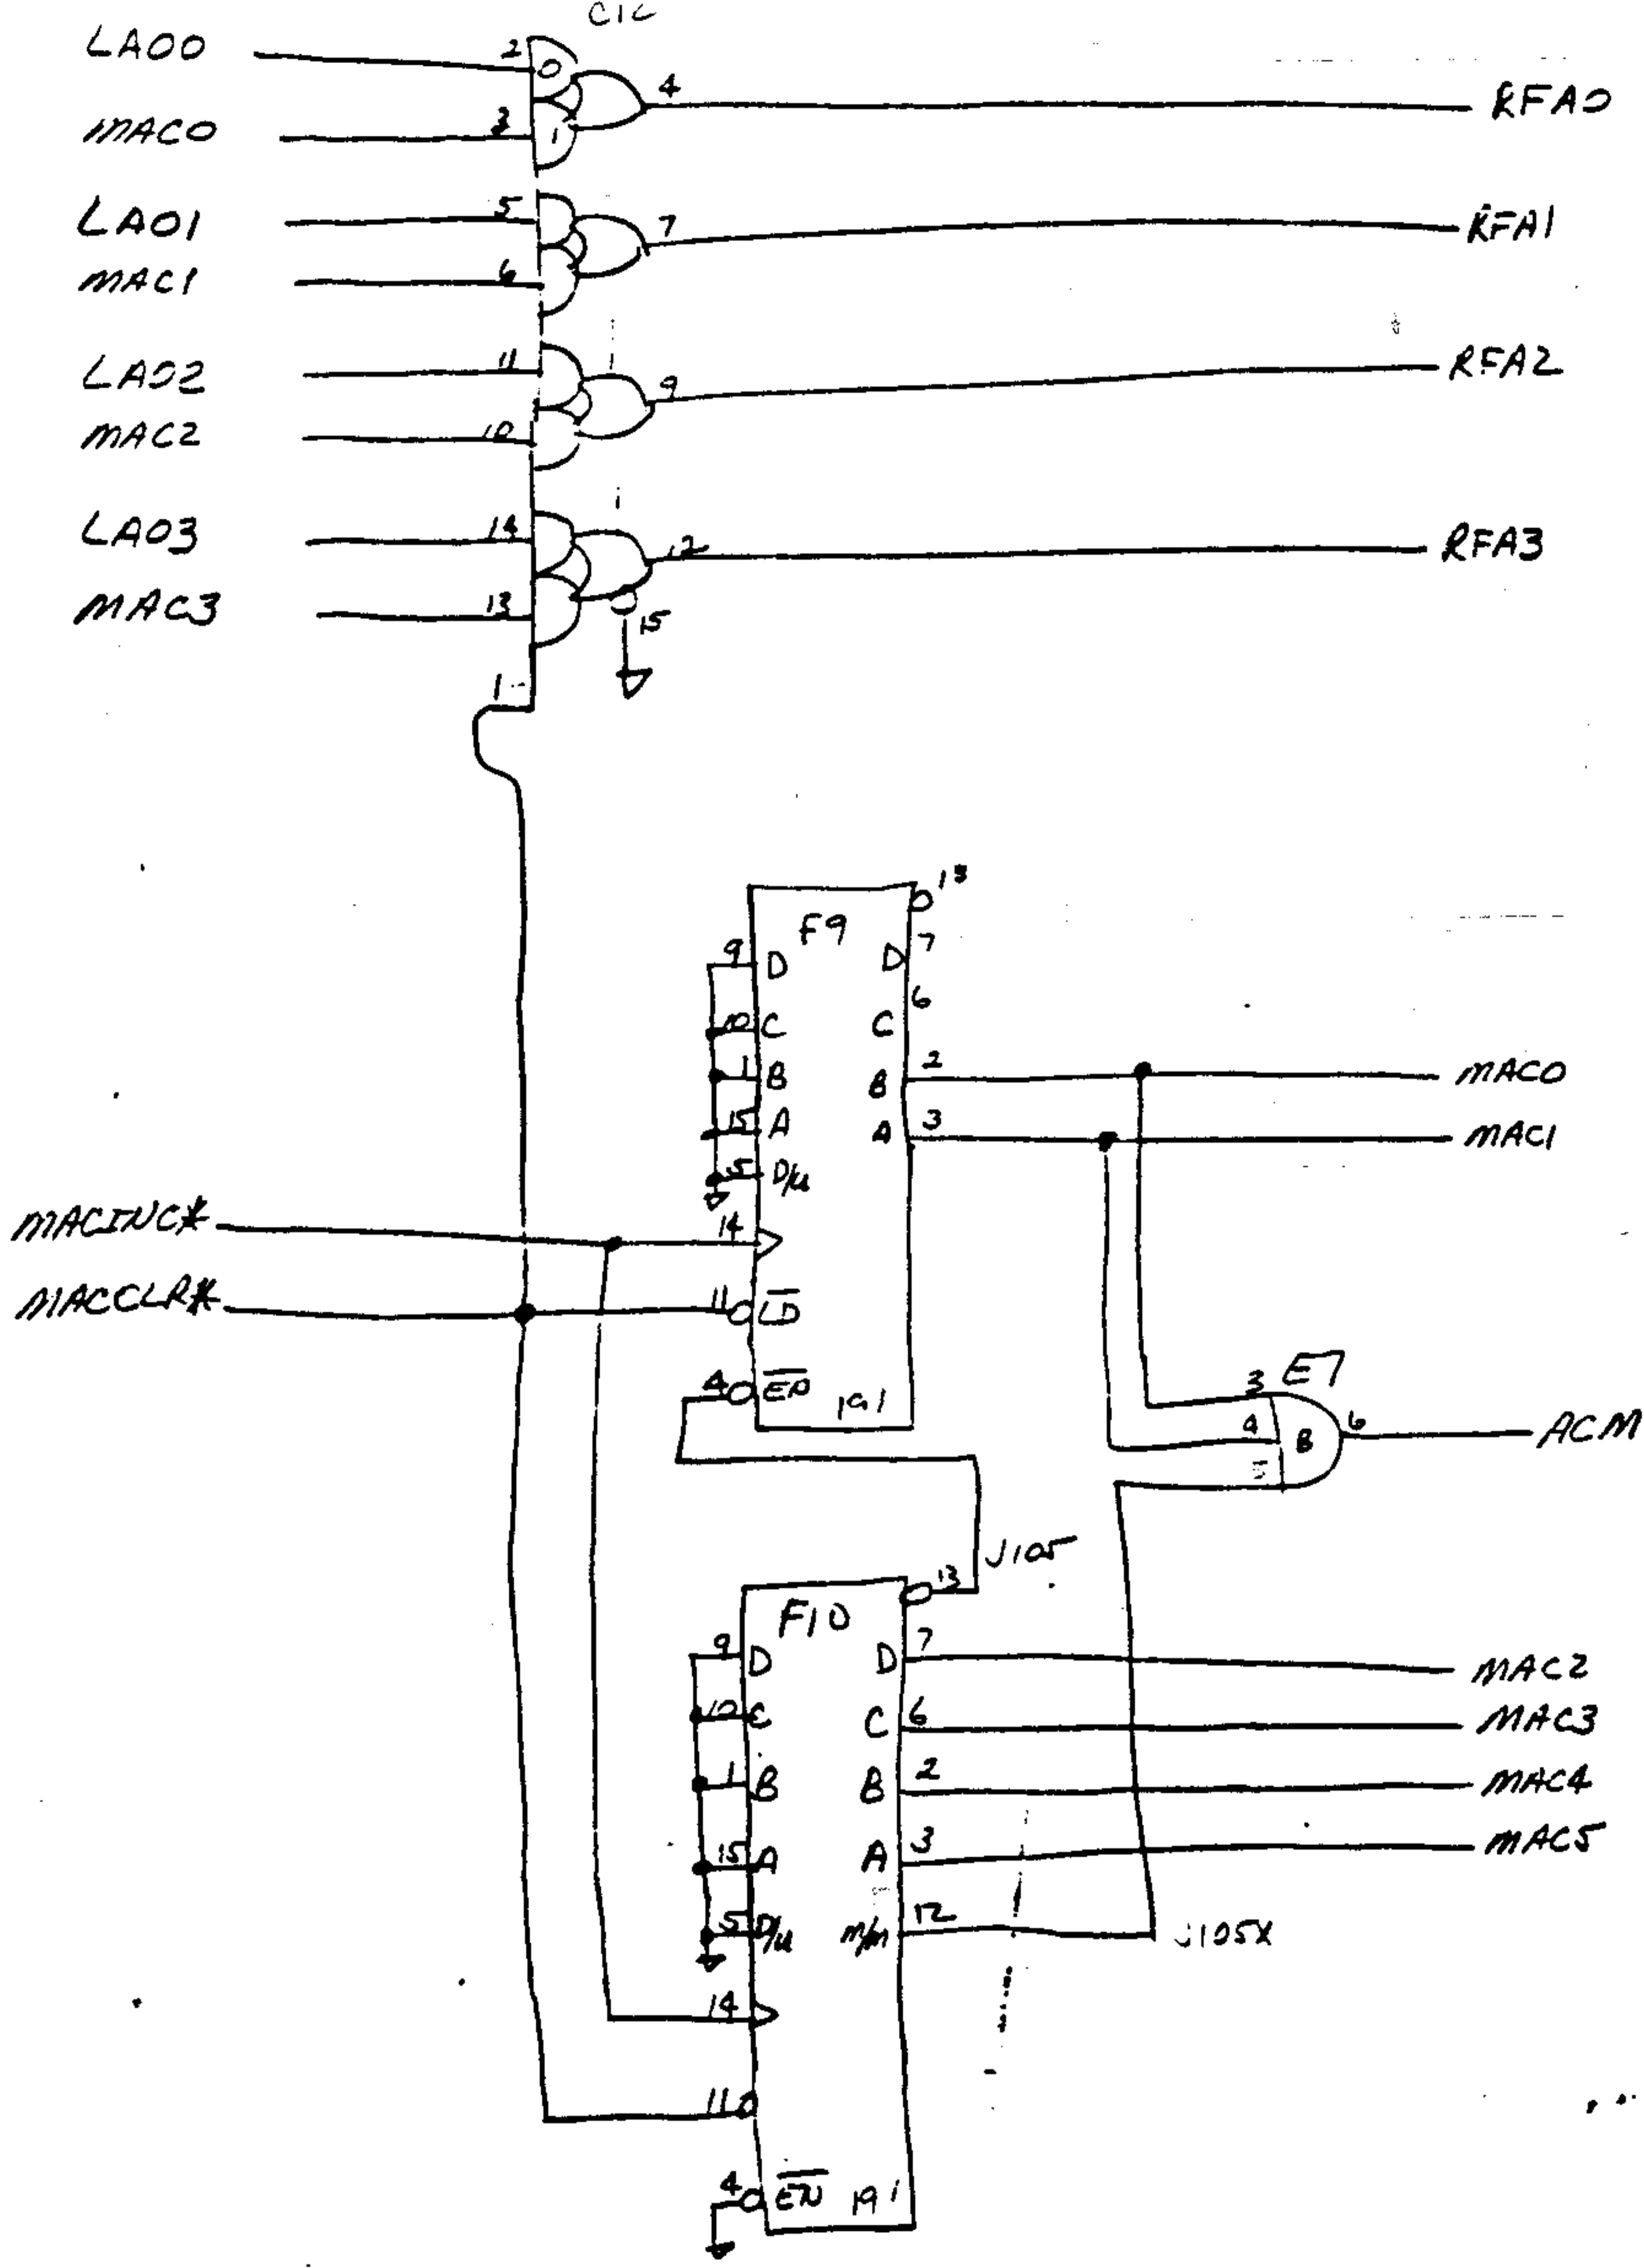 C1C
LA00 2 0 4 RFA0
MAC0 3 1
LA01 5 7 RFA1
MAC1 6
LA02 11 9 RFA2
MAC2 10
LA03 14 12 RFA3
MAC3 13 15
1
F9 13
9 D D 7
10 C C 6
1 B B 2 MAC0
15 A A 3 MAC1
5 D/U
MACINC* 14
MACCLR* 11 LD
4 EN 191
3 E7
4 B 6 ACM
5
J105
F10 13
9 D D 7 MAC2
10 C C 6 MAC3
1 B B 2 MAC4
15 A A 3 MAC5
5 D/U M/M 12 J105X
14
11
4 EN 191